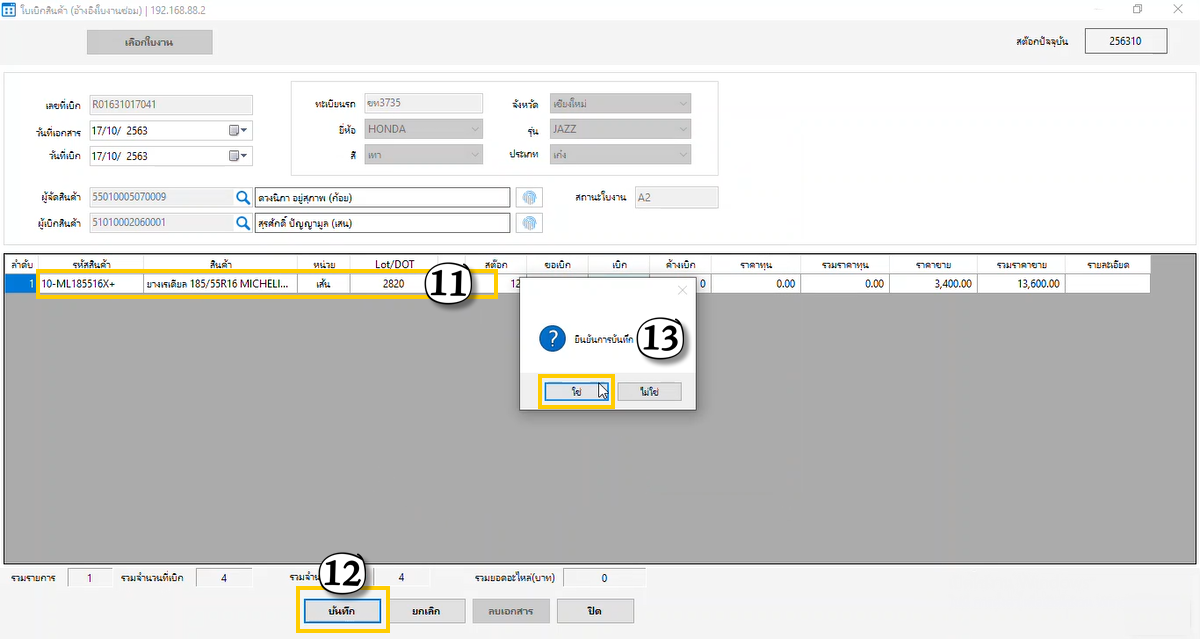 ใบเบิกสินค้า (อ้างอิงใบงานซ่อม) | 192.168.88.2
เลือกใบงาน
สต๊อกปัจจุบัน 256310
เลขที่เบิก R01631017041
ทะเบียนรถ ขท3735 จังหวัด เชียงใหม่
วันที่เอกสาร 17/10/ 2563
ยี่ห้อ HONDA รุ่น JAZZ
วันที่เบิก 17/10/ 2563
สี เทา ประเภท เก๋ง
ผู้จัดสินค้า 55010005070009 ดวงนิภา อยู่สุภาพ (ก้อย) สถานะใบงาน A2
ผู้เบิกสินค้า 51010002060001 สุรศักดิ์ ปัญญามูล (เสน)
ลำดับ รหัสสินค้า สินค้า หน่วย Lot/DOT สต๊อก ขอเบิก เบิก ค้างเบิก ราคาทุน รวมราคาทุน ราคาขาย รวมราคาขาย รายละเอียด
1 10-ML185516X+ ยางเรเดียล 185/55R16 MICHELI... เส้น 2820 11 12 0 0.00 0.00 3,400.00 13,600.00
ยืนยันการบันทึก 13
ใช่ ไม่ใช่
รวมรายการ 1 รวมจำนวนที่เบิก 4 รวมจำน 12 4 รวมยอดอะไหล่(บาท) 0
บันทึก ยกเลิก ลบเอกสาร ปิด